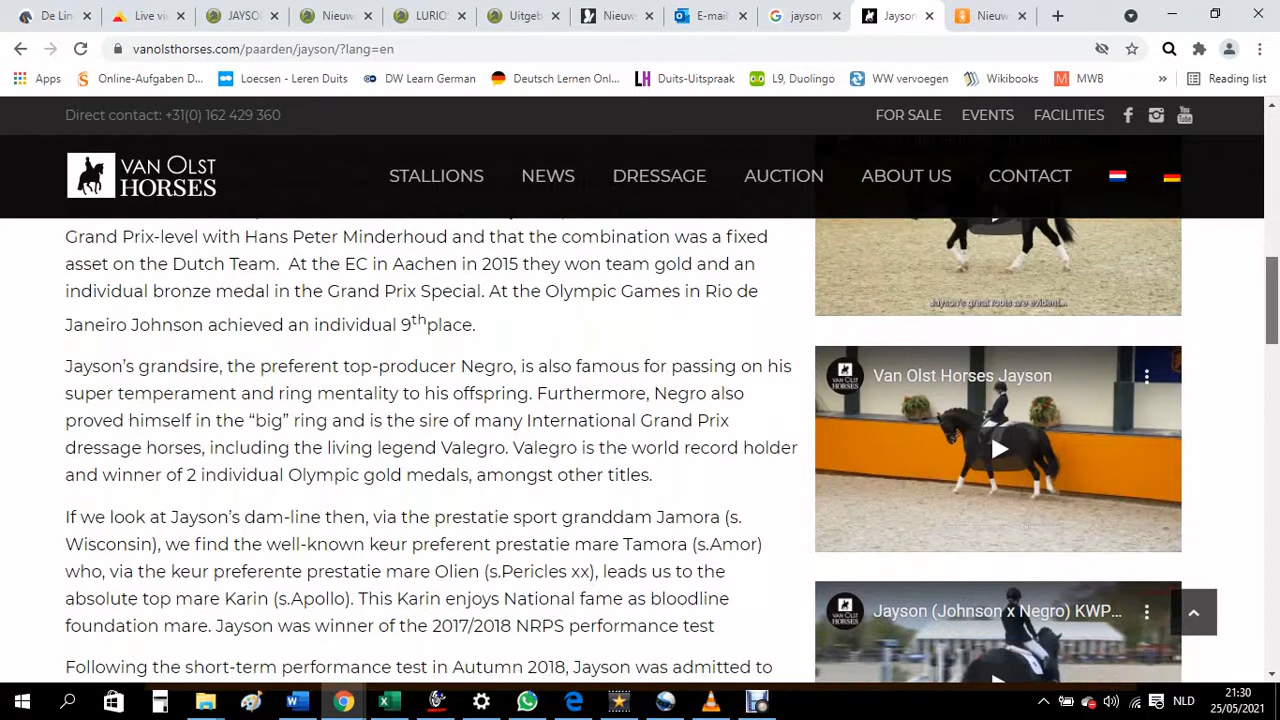 De Lin
Live vi
JAYSO
Nieuw
LURIO
Uitgeb
Nieuw
E-mail
jayson
Jayson
Nieuw
vanolsthorses.com/paarden/jayson/?lang=en
Apps
Online-Aufgaben D...
Loecsen - Leren Duits
DW Learn German
Deutsch Lernen Onl...
Duits-Uitspraak
L9, Duolingo
WW vervoegen
Wikibooks
MWB
»
Reading list
Direct contact: +31(0) 162 429 360
FOR SALE EVENTS FACILITIES
VAN OLST
HORSES
STALLIONS NEWS DRESSAGE AUCTION ABOUT US CONTACT
Grand Prix-level with Hans Peter Minderhoud and that the combination was a fixed
asset on the Dutch Team. At the EC in Aachen in 2015 they won team gold and an
individual bronze medal in the Grand Prix Special. At the Olympic Games in Rio de
Janeiro Johnson achieved an individual 9thplace.
Jayson's great roots are evident...
Jayson's grandsire, the preferent top-producer Negro, is also famous for passing on his
super temperament and ring mentality to his offspring. Furthermore, Negro also
proved himself in the "big" ring and is the sire of many International Grand Prix
dressage horses, including the living legend Valegro. Valegro is the world record holder
and winner of 2 individual Olympic gold medals, amongst other titles.
Van Olst Horses Jayson
If we look at Jayson's dam-line then, via the prestatie sport granddam Jamora (s.
Wisconsin), we find the well-known keur preferent prestatie mare Tamora (s.Amor)
who, via the keur preferente prestatie mare Olien (s.Pericles xx), leads us to the
absolute top mare Karin (s.Apollo). This Karin enjoys National fame as bloodline
foundation mare. Jayson was winner of the 2017/2018 NRPS performance test
Jayson (Johnson x Negro) KWP...
Following the short-term performance test in Autumn 2018, Jayson was admitted to
NLD
21:30
25/05/2021